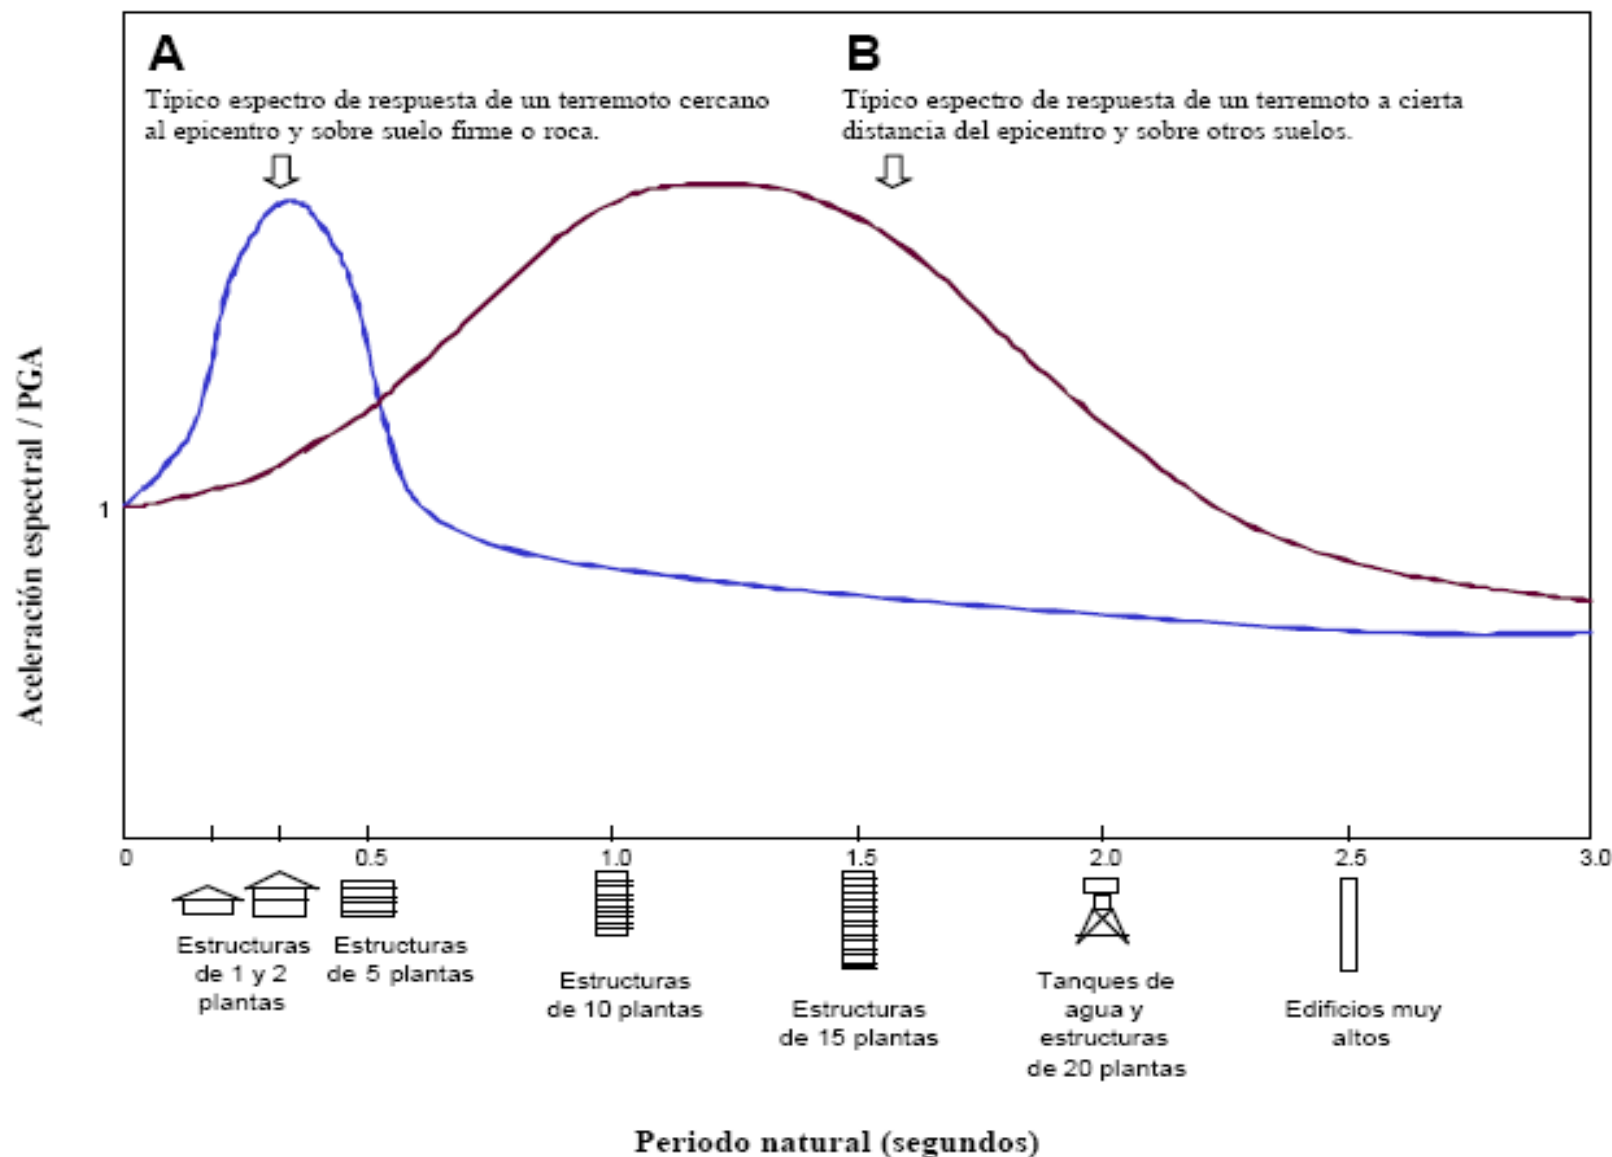 A
Típico espectro de respuesta de un terremoto cercano
al epicentro y sobre suelo firme o roca.
B
Típico espectro de respuesta de un terremoto a cierta
distancia del epicentro y sobre otros suelos.
Aceleración espectral / PGA
1
0
0.5
1.0
1.5
2.0
2.5
3.0
Estructuras
de 1 y 2
plantas
Estructuras
de 5 plantas
Estructuras
de 10 plantas
Estructuras
de 15 plantas
Tanques de
agua y
estructuras
de 20 plantas
Edificios muy
altos
Periodo natural (segundos)